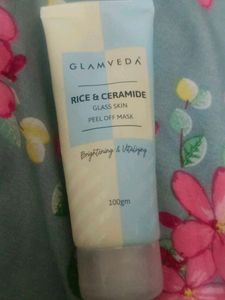 GLAMVEDA
RICE & CERAMIDE
GLASS SKIN
PEEL OFF MASK
Brightening & Vitalizing
100gm